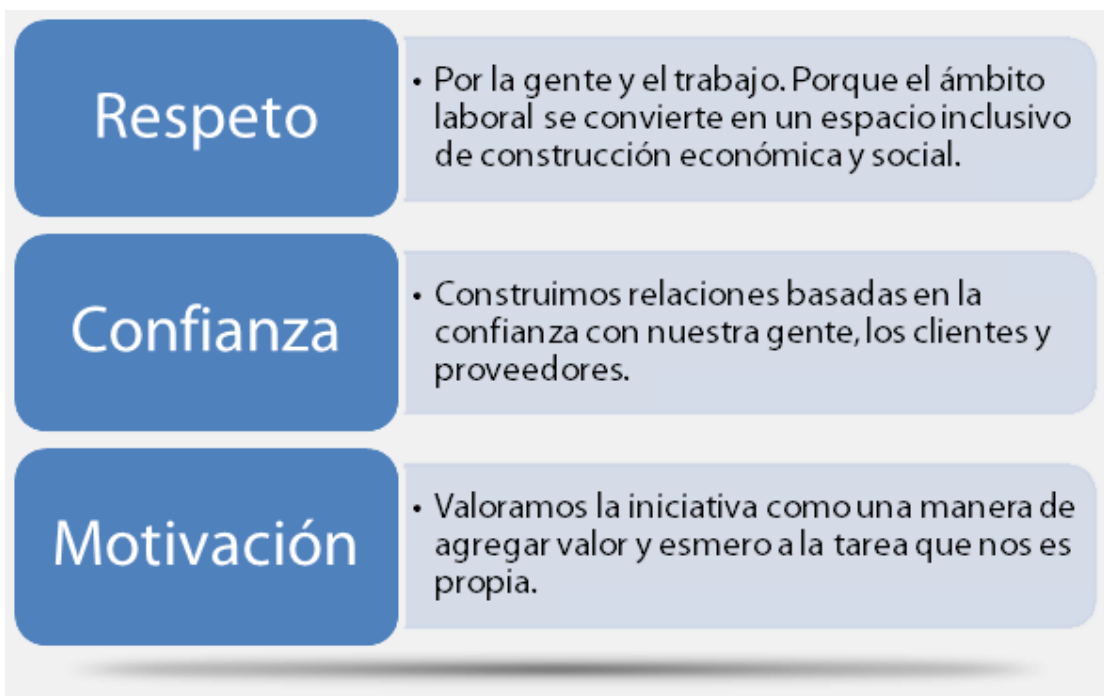 Respeto
• Por la gente y el trabajo. Porque el ámbito
laboral se convierte en un espacio inclusivo
de construcción económica y social.
Confianza
• Construimos relaciones basadas en la
confianza con nuestra gente, los clientes y
proveedores.
Motivación
• Valoramos la iniciativa como una manera de
agregar valor y esmero a la tarea que nos es
propia.